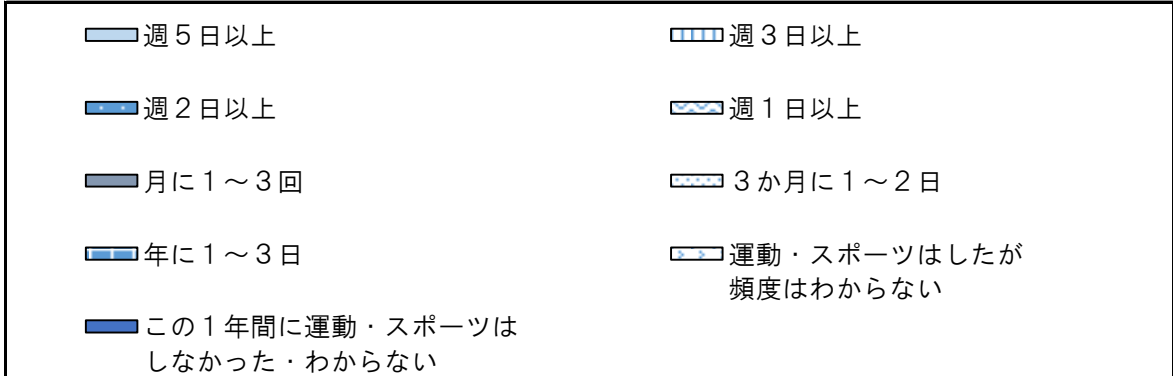 週５日以上
週３日以上
週２日以上
週１日以上
月に１～３回
３か月に１～２日
年に１～３日
運動・スポーツはしたが
頻度はわからない
この１年間に運動・スポーツは
しなかった・わからない